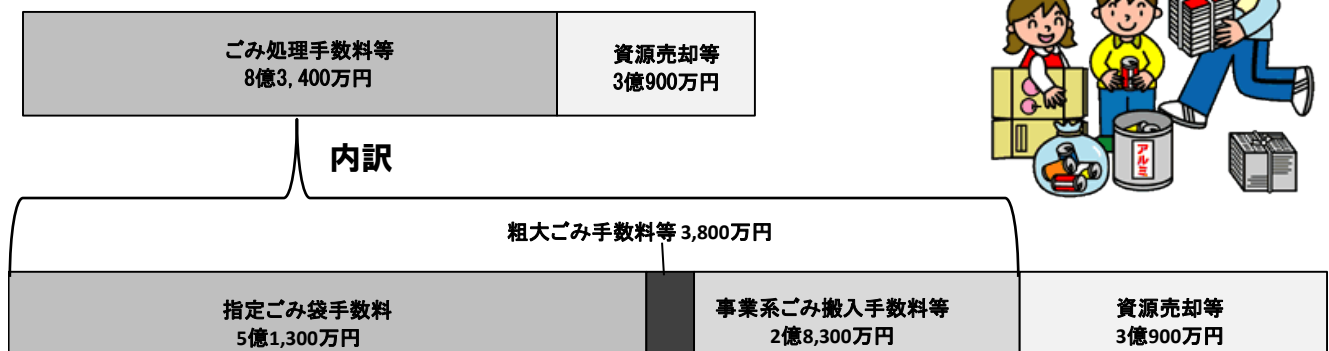 ごみ処理手数料等
8億3,400万円
資源売却等
3億900万円
内訳
アルミ
粗大ごみ手数料等 3,800万円
指定ごみ袋手数料
5億1,300万円
事業系ごみ搬入手数料等
2億8,300万円
資源売却等
3億900万円